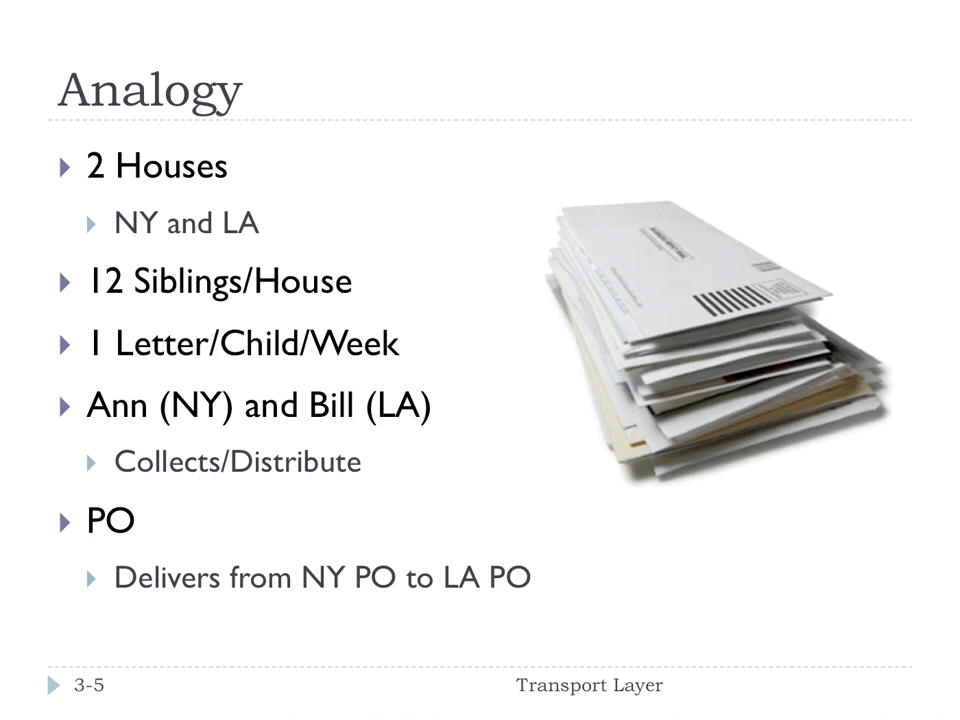 Analogy
2 Houses
NY and LA
12 Siblings/House
1 Letter/Child/Week
Ann (NY) and Bill (LA)
Collects/Distribute
PO
Delivers from NY PO to LA PO
3-5
Transport Layer